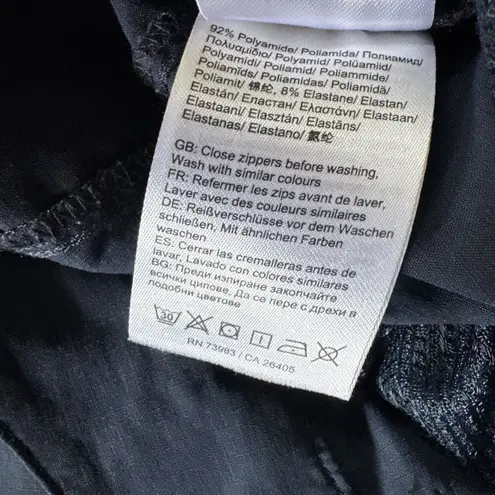 92% Polyamide/ Poliamida/ Полиамид/
Πολυαμίδιο/ Polyamid/ Polüamiid/
Polyamidi/ Polyamid/ Poliammide/
Poliamīds/ Poliamidas/ Poliamidă/
Poliamit/ 锦纶, 8% Elastane/ Elastan/
Elastán/ Еластан/ Ελαστάνη/ Elastaan/
Elastaani/ Elasztán/ Elastāns/
Elastanas/ Elastano/ 氨纶
GB: Close zippers before washing,
Wash with similar colours
FR: Refermer les zips avant de laver,
Laver avec des couleurs similaires
DE: Reißverschlüsse vor dem Waschen
schließen, Mit ähnlichen Farben
waschen
ES: Cerrar las cremalleras antes de
lavar, Lavado con colores similares
BG: Преди изпиране закопчайте
всички ципове, Да се пере с дрехи в
подобни цветове
30
RN 73983 / CA 26405